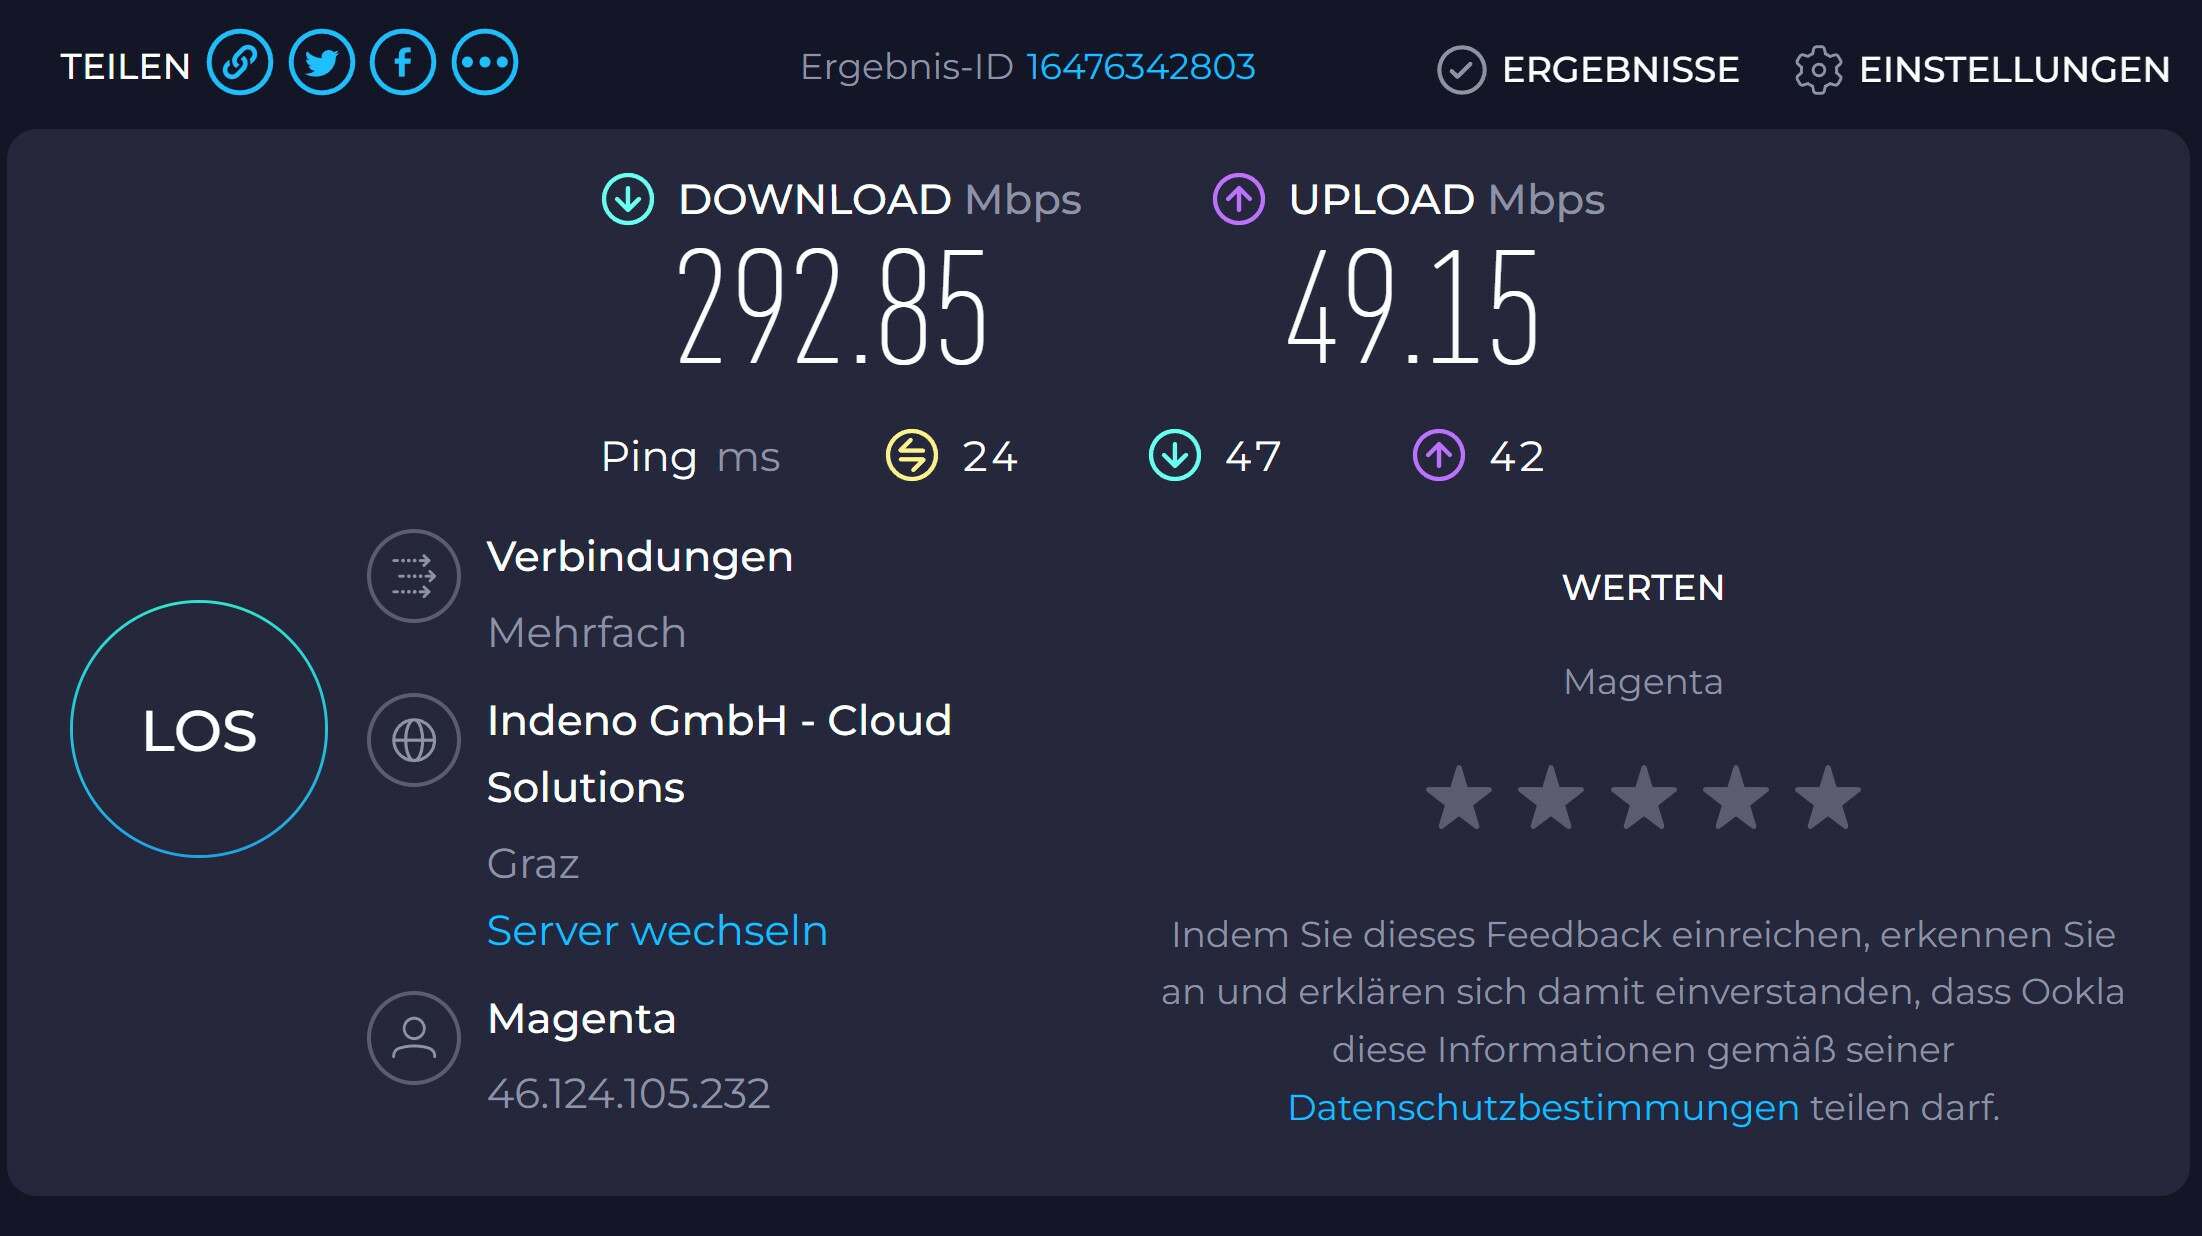 TEILEN
Ergebnis-ID 16476342803
ERGEBNISSE
EINSTELLUNGEN
DOWNLOAD Mbps
292.85
UPLOAD Mbps
49.15
Ping ms 24 47 42
LOS
Verbindungen
Mehrfach
Indeno GmbH - Cloud
Solutions
Graz
Server wechseln
Magenta
46.124.105.232
WERTEN
Magenta
Indem Sie dieses Feedback einreichen, erkennen Sie
an und erklären sich damit einverstanden, dass Ookla
diese Informationen gemäß seiner
Datenschutzbestimmungen teilen darf.